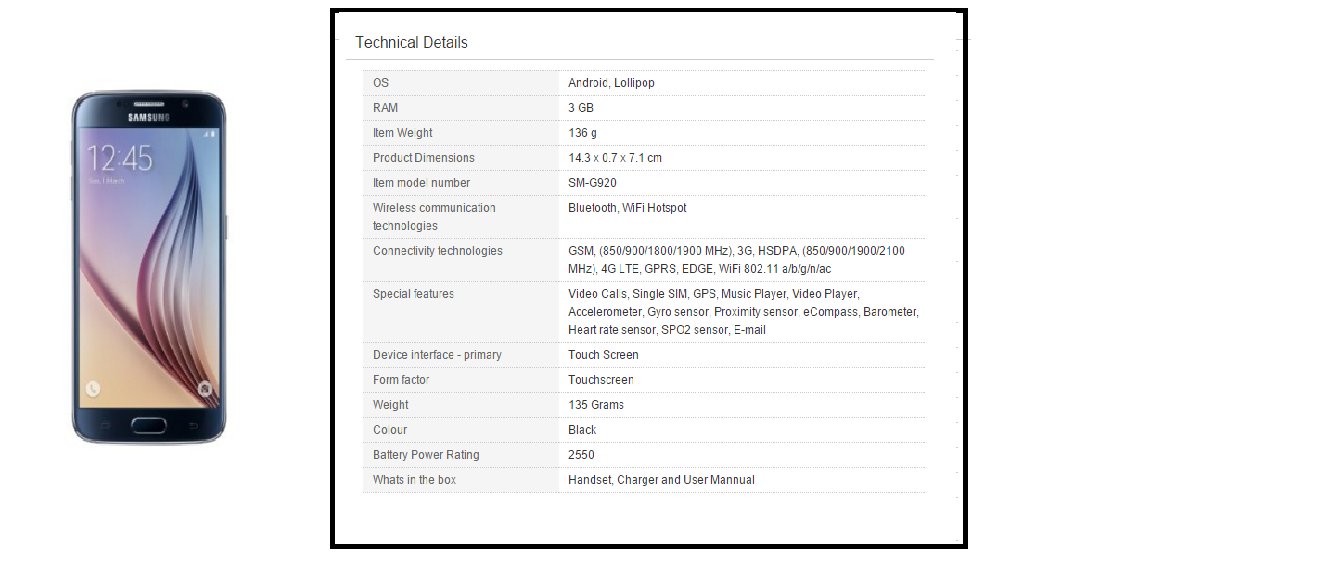 SAMSUNG
12:45
Sun, 1 March
Technical Details
OS Android, Lollipop
RAM 3 GB
Item Weight 136 g
Product Dimensions 14.3 x 0.7 x 7.1 cm
Item model number SM-G920
Wireless communication Bluetooth, WiFi Hotspot
technologies
Connectivity technologies GSM, (850/900/1800/1900 MHz), 3G, HSDPA, (850/900/1900/2100
MHz), 4G LTE, GPRS, EDGE, WiFi 802.11 a/b/g/n/ac
Special features Video Calls, Single SIM, GPS, Music Player, Video Player,
Accelerometer, Gyro sensor, Proximity sensor, eCompass, Barometer,
Heart rate sensor, SPO2 sensor, E-mail
Device interface - primary Touch Screen
Form factor Touchscreen
Weight 135 Grams
Colour Black
Battery Power Rating 2550
Whats in the box Handset, Charger and User Mannual